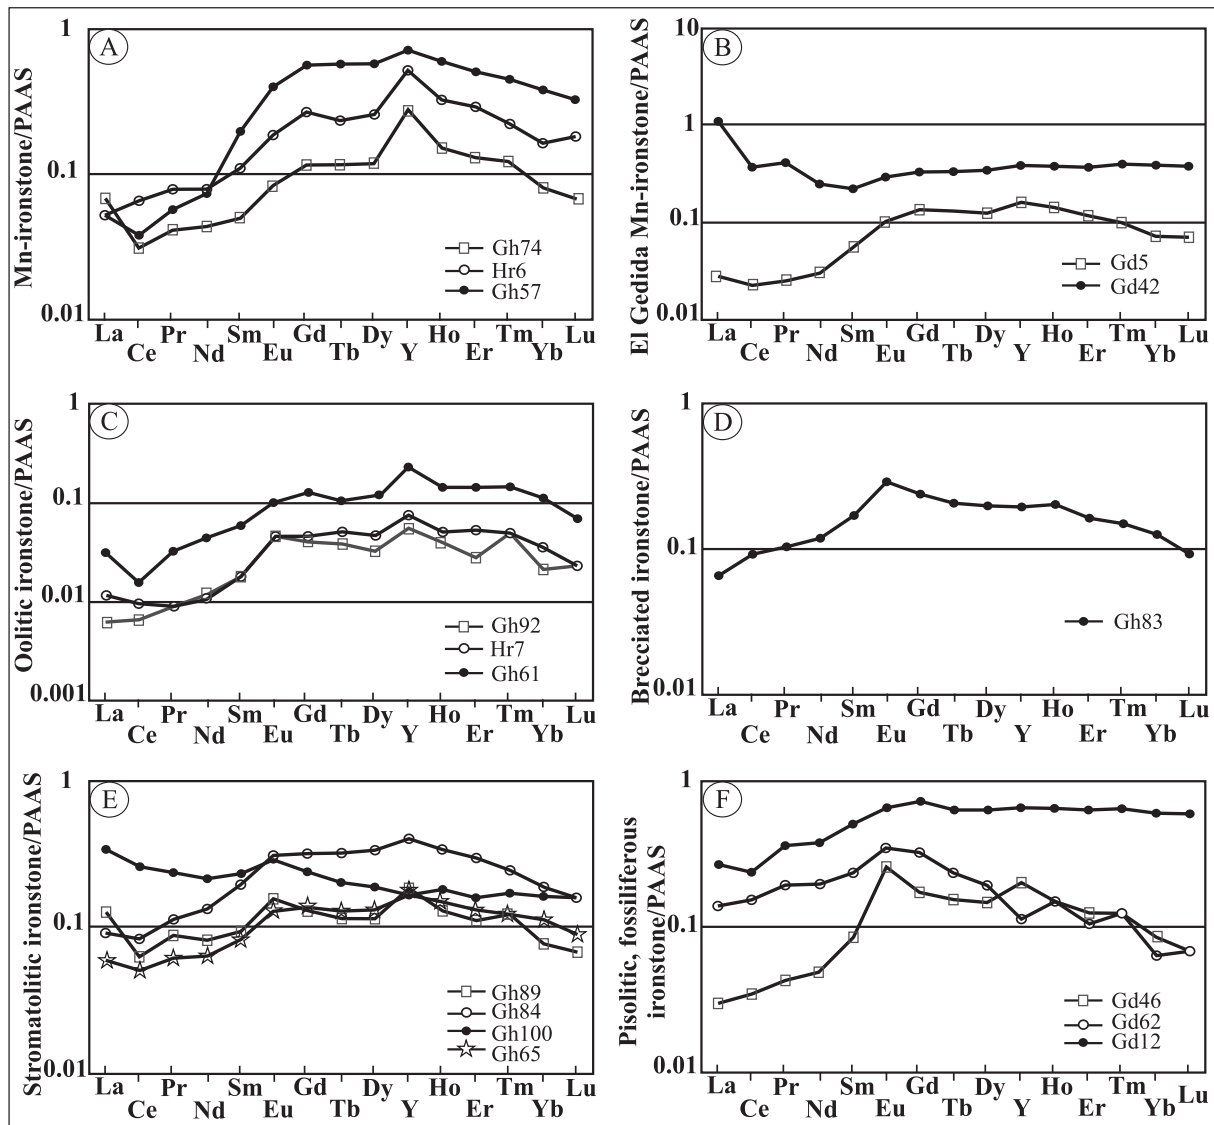 A
Mn-ironstone/PAAS
1
0.1
0.01
Gh74
Hr6
Gh57
La Ce Pr Nd Sm Eu Gd Tb Dy Y Ho Er Tm Yb Lu
B
El Gedida Mn-ironstone/PAAS
10
1
0.1
0.01
Gd5
Gd42
La Ce Pr Nd Sm Eu Gd Tb Dy Y Ho Er Tm Yb Lu
C
Oolitic ironstone/PAAS
1
0.1
0.01
0.001
Gh92
Hr7
Gh61
La Ce Pr Nd Sm Eu Gd Tb Dy Y Ho Er Tm Yb Lu
D
Brecciated ironstone/PAAS
1
0.1
0.01
Gh83
La Ce Pr Nd Sm Eu Gd Tb Dy Y Ho Er Tm Yb Lu
E
Stromatolitic ironstone/PAAS
1
0.1
0.01
Gh89
Gh84
Gh100
Gh65
La Ce Pr Nd Sm Eu Gd Tb Dy Y Ho Er Tm Yb Lu
F
Pisolitic, fossiliferous
ironstone/PAAS
1
0.1
0.01
Gd46
Gd62
Gd12
La Ce Pr Nd Sm Eu Gd Tb Dy Y Ho Er Tm Yb Lu